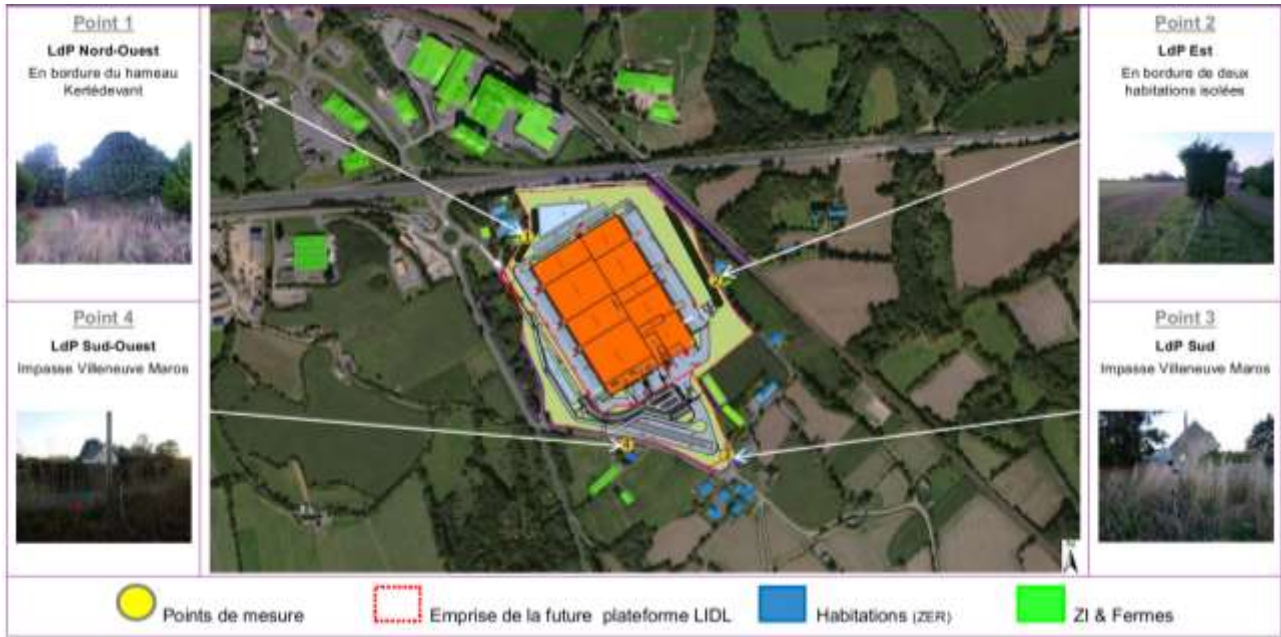 Point 1
LdP Nord-Ouest
En bordure du hameau
Kertédevant
Point 2
LdP Est
En bordure de deux
habitations isolées
Point 4
LdP Sud-Ouest
Impasse Villeneuve Maros
Point 3
LdP Sud
Impasse Villeneuve Maros
Points de mesure
Emprise de la future plateforme LIDL
Habitations (ZER)
ZI & Fermes